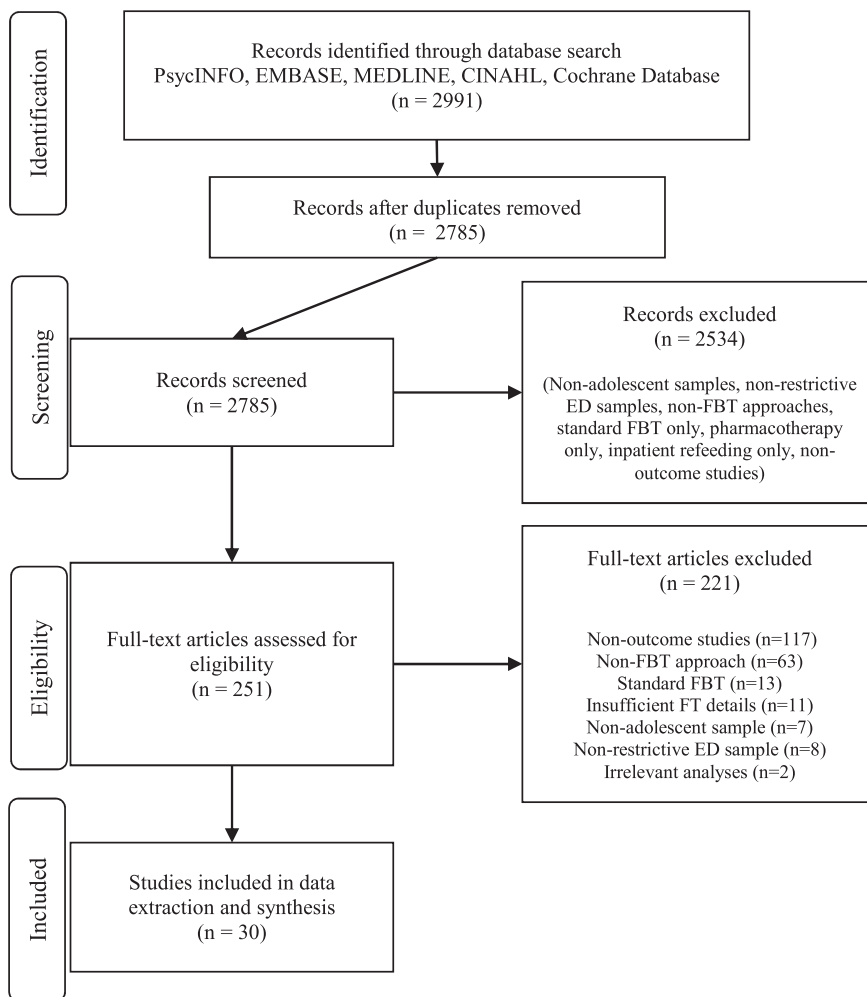 Identification
Records identified through database search
PsycINFO, EMBASE, MEDLINE, CINAHL, Cochrane Database
(n = 2991)
Records after duplicates removed
(n = 2785)
Screening
Records screened
(n = 2785)
Records excluded
(n = 2534)
(Non-adolescent samples, non-restrictive
ED samples, non-FBT approaches,
standard FBT only, pharmacotherapy
only, inpatient refeeding only, non-
outcome studies)
Eligibility
Full-text articles assessed for
eligibility
(n = 251)
Full-text articles excluded
(n = 221)
Non-outcome studies (n=117)
Non-FBT approach (n=63)
Standard FBT (n=13)
Insufficient FT details (n=11)
Non-adolescent sample (n=7)
Non-restrictive ED sample (n=8)
Irrelevant analyses (n=2)
Included
Studies included in data
extraction and synthesis
(n = 30)